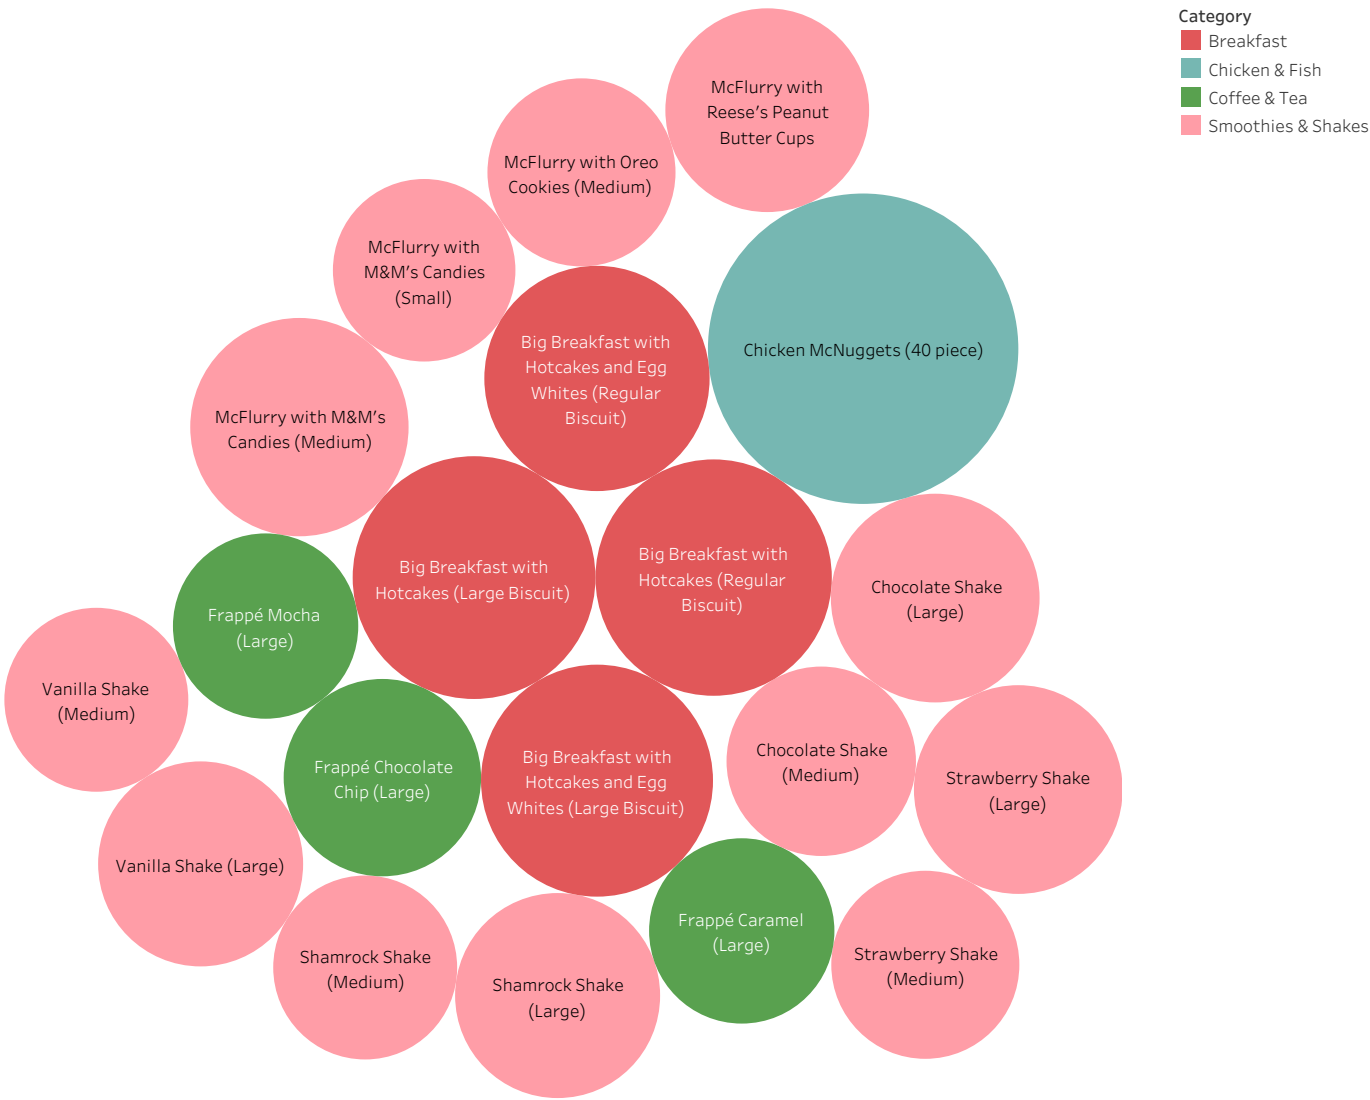 Category
Breakfast
Chicken & Fish
Coffee & Tea
Smoothies & Shakes
McFlurry with
Reese's Peanut
Butter Cups
McFlurry with Oreo
Cookies (Medium)
McFlurry with
M&M's Candies
(Small)
Big Breakfast with
Hotcakes and Egg
Whites (Regular
Biscuit)
Chicken McNuggets (40 piece)
McFlurry with M&M's
Candies (Medium)
Big Breakfast with
Hotcakes (Large Biscuit)
Big Breakfast with
Hotcakes (Regular
Biscuit)
Chocolate Shake
(Large)
Frappé Mocha
(Large)
Vanilla Shake
(Medium)
Frappé Chocolate
Chip (Large)
Big Breakfast with
Hotcakes and Egg
Whites (Large Biscuit)
Chocolate Shake
(Medium)
Strawberry Shake
(Large)
Vanilla Shake (Large)
Shamrock Shake
(Medium)
Shamrock Shake
(Large)
Frappé Caramel
(Large)
Strawberry Shake
(Medium)